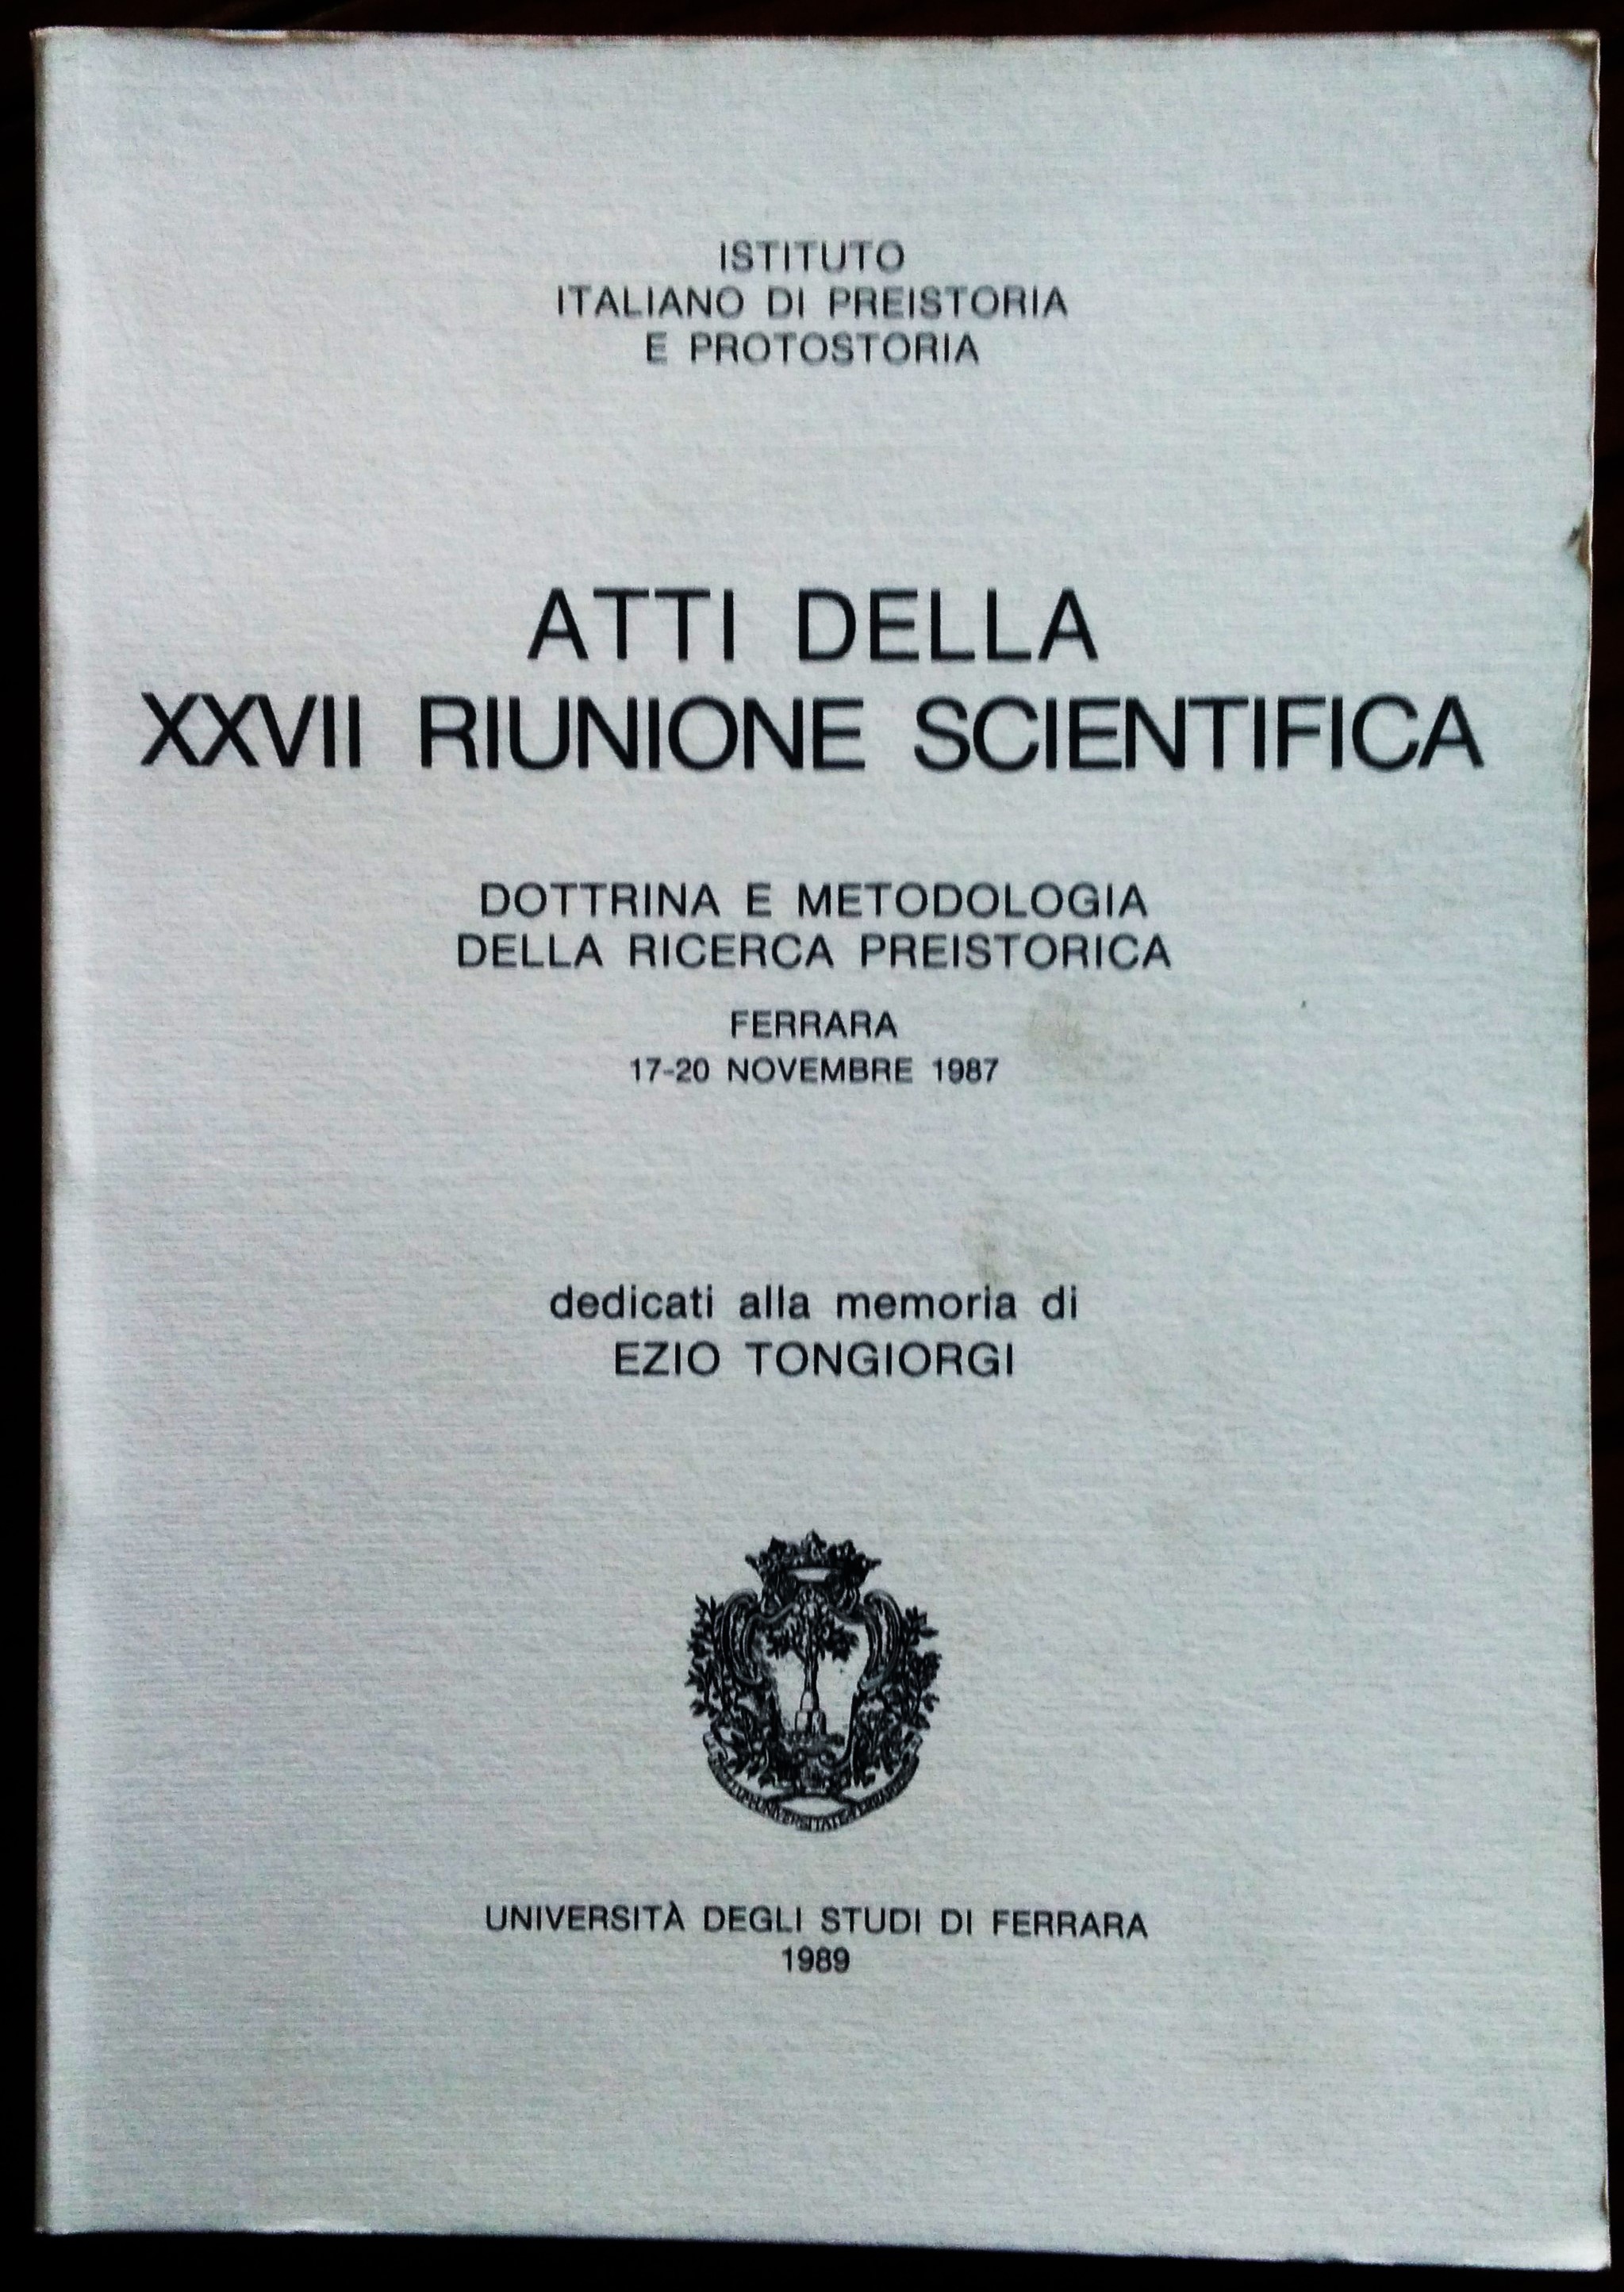 ISTITUTO
ITALIANO DI PREISTORIA
E PROTOSTORIA
ATTI DELLA
XXVII RIUNIONE SCIENTIFICA
DOTTRINA E METODOLOGIA
DELLA RICERCA PREISTORICA
FERRARA
17-20 NOVEMBRE 1987
dedicati alla memoria di
EZIO TONGIORGI
UNIVERSITÀ DEGLI STUDI DI FERRARA
1989